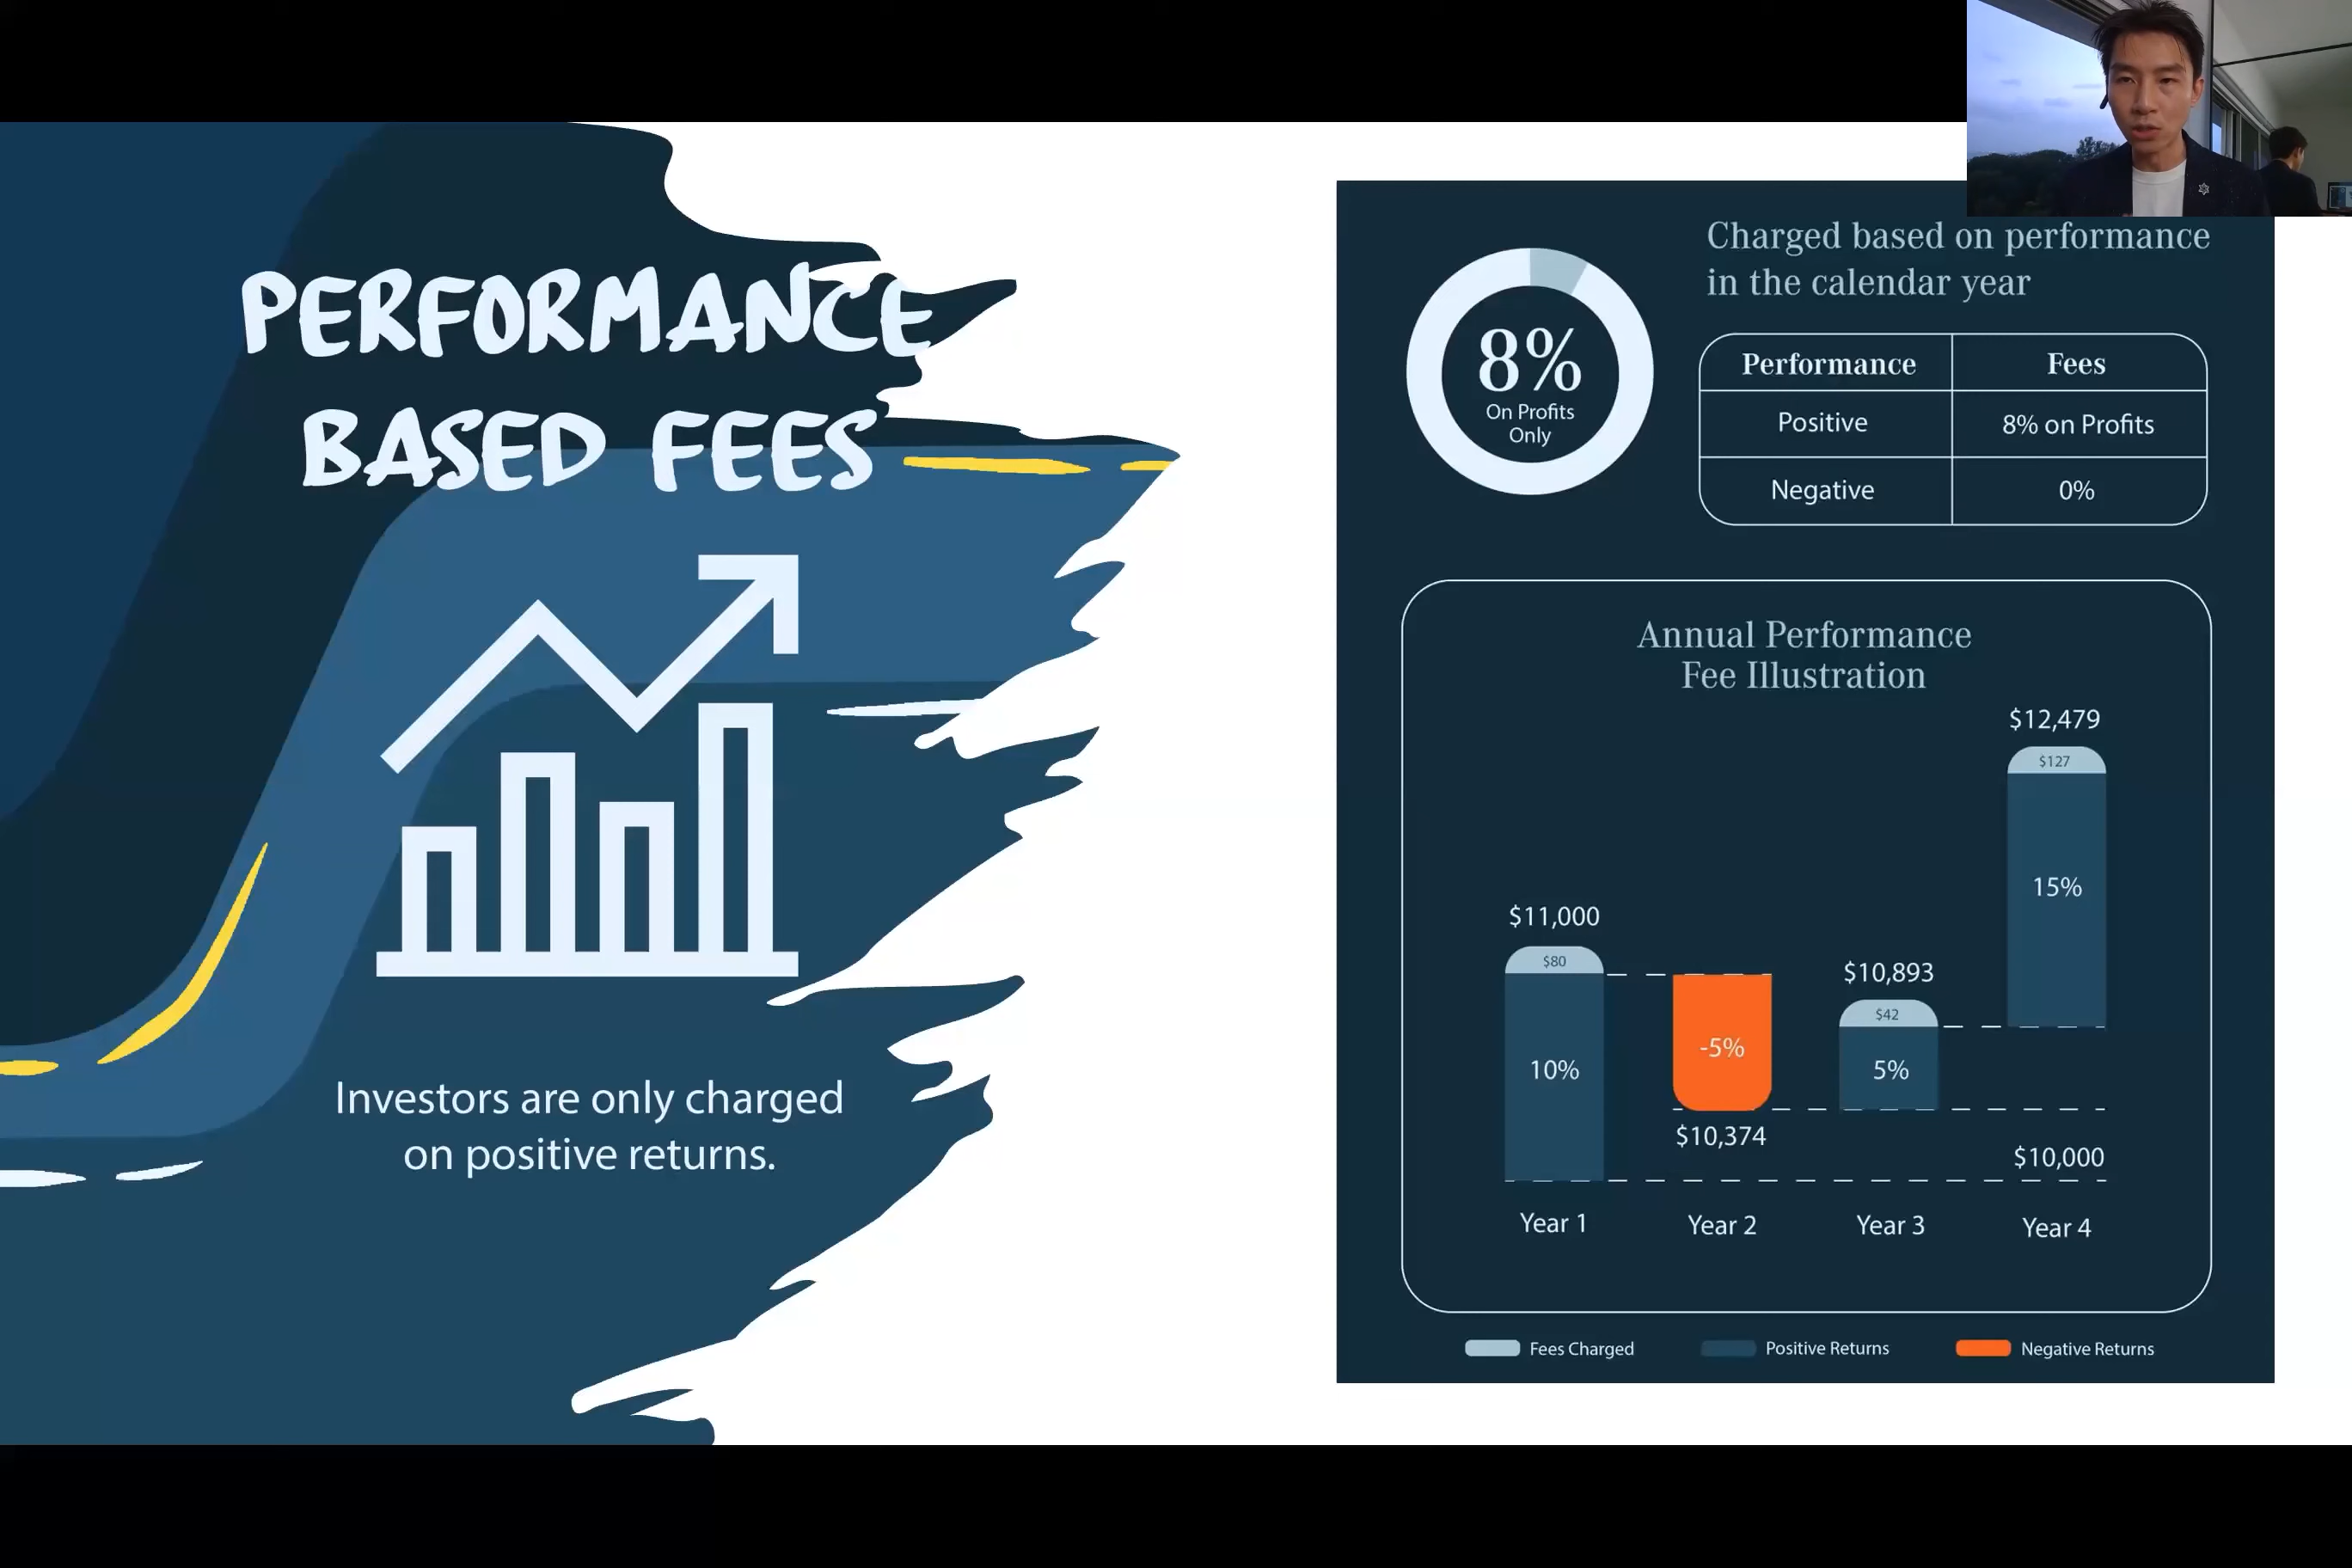 PERFORMANCE
BASED FEES
Investors are only charged
on positive returns.
Charged based on performance
in the calendar year
8%
On Profits
Only
Performance Fees
Positive 8% on Profits
Negative 0%
Annual Performance
Fee Illustration
$12,479
$127
15%
$11,000
$80
10%
-5%
$10,374
$10,893
$42
5%
$10,000
Year 1 Year 2 Year 3 Year 4
Fees Charged Positive Returns Negative Returns